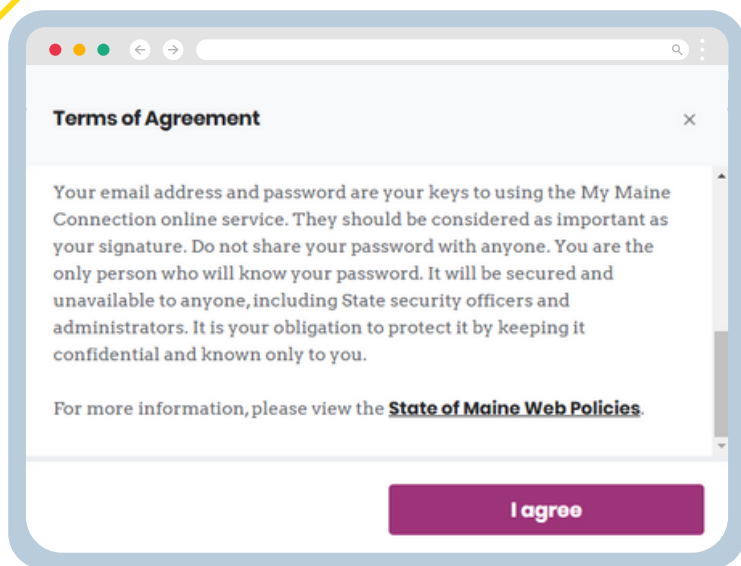 Terms of Agreement
Your email address and password are your keys to using the My Maine
Connection online service. They should be considered as important as
your signature. Do not share your password with anyone. You are the
only person who will know your password. It will be secured and
unavailable to anyone, including State security officers and
administrators. It is your obligation to protect it by keeping it
confidential and known only to you.
For more information, please view the State of Maine Web Policies.
I agree